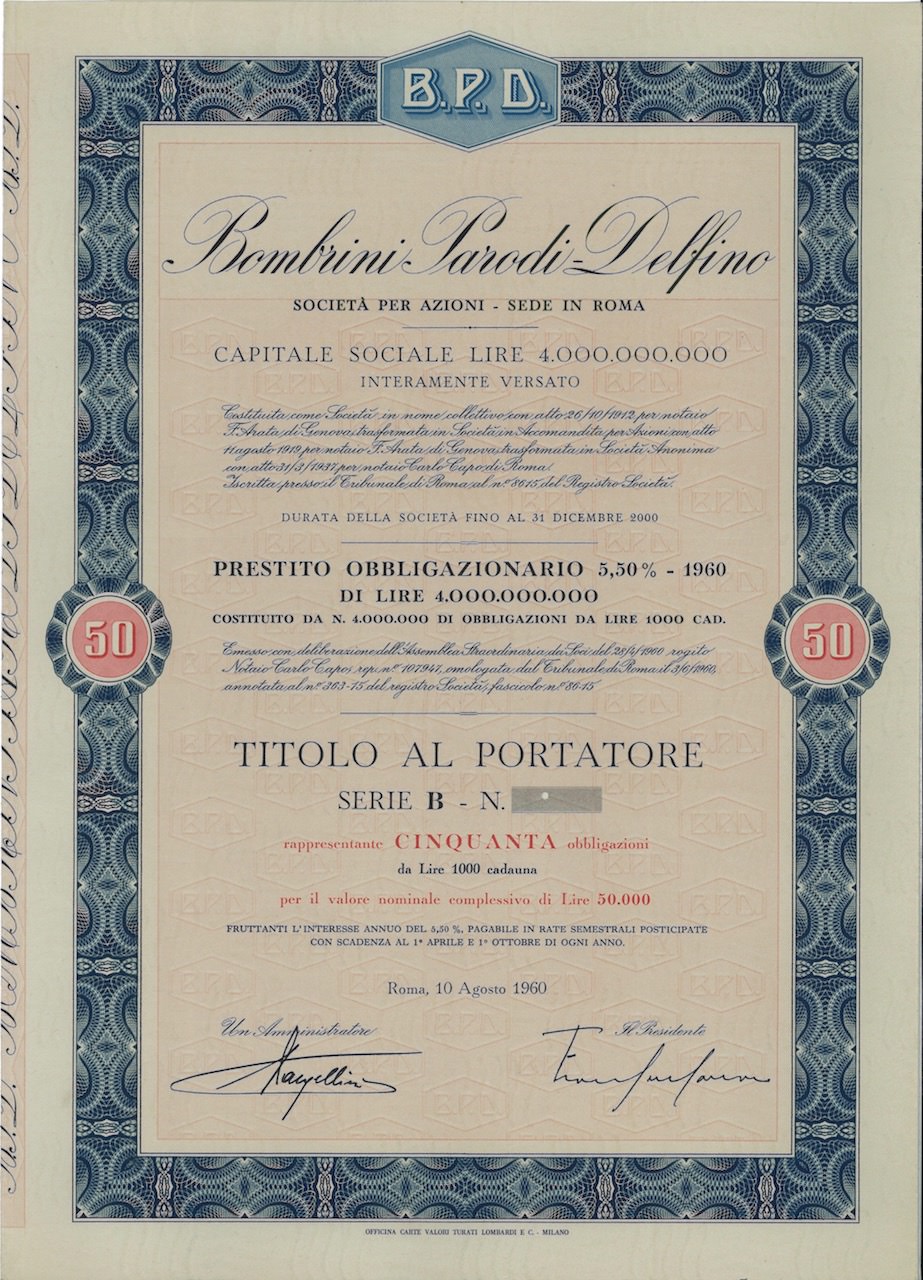 B.P.D.
Bombrini Parodi-Delfino
SOCIETÀ PER AZIONI - SEDE IN ROMA
CAPITALE SOCIALE LIRE 4.000.000.000
INTERAMENTE VERSATO
Costituita come Società in nome collettivo con atto 26/10/1912 per notaio
F. Arata di Genova, trasformata in Società in Accomandita per Azioni con atto
11 agosto 1919 per notaio F. Arata di Genova, trasformata in Società Anonima
con atto 31/3/1937 per notaio Carlo Capo di Roma.
Iscritta presso il Tribunale di Roma al n° 8615 del Registro Società.
DURATA DELLA SOCIETÀ FINO AL 31 DICEMBRE 2000
PRESTITO OBBLIGAZIONARIO 5,50% - 1960
DI LIRE 4.000.000.000
COSTITUITO DA N. 4.000.000 DI OBBLIGAZIONI DA LIRE 1000 CAD.
50
50
Emesso con deliberazione dell'Assemblea Straordinaria dei Soci del 28/4/1960 rogito
Notaio Carlo Capo, rep. n° 107947, omologata dal Tribunale di Roma il 3/6/1960,
annotata al n° 363-15 del registro Società, fascicolo n° 86-15
TITOLO AL PORTATORE
SERIE B - N.
rappresentante CINQUANTA obbligazioni
da Lire 1000 cadauna
per il valore nominale complessivo di Lire 50.000
FRUTTANTI L'INTERESSE ANNUO DEL 5,50 %, PAGABILE IN RATE SEMESTRALI POSTICIPATE
CON SCADENZA AL 1° APRILE E 1° OTTOBRE DI OGNI ANNO.
Roma, 10 Agosto 1960
Un Amministratore
Il Presidente
OFFICINA CARTE VALORI TURATI LOMBARDI E C. - MILANO